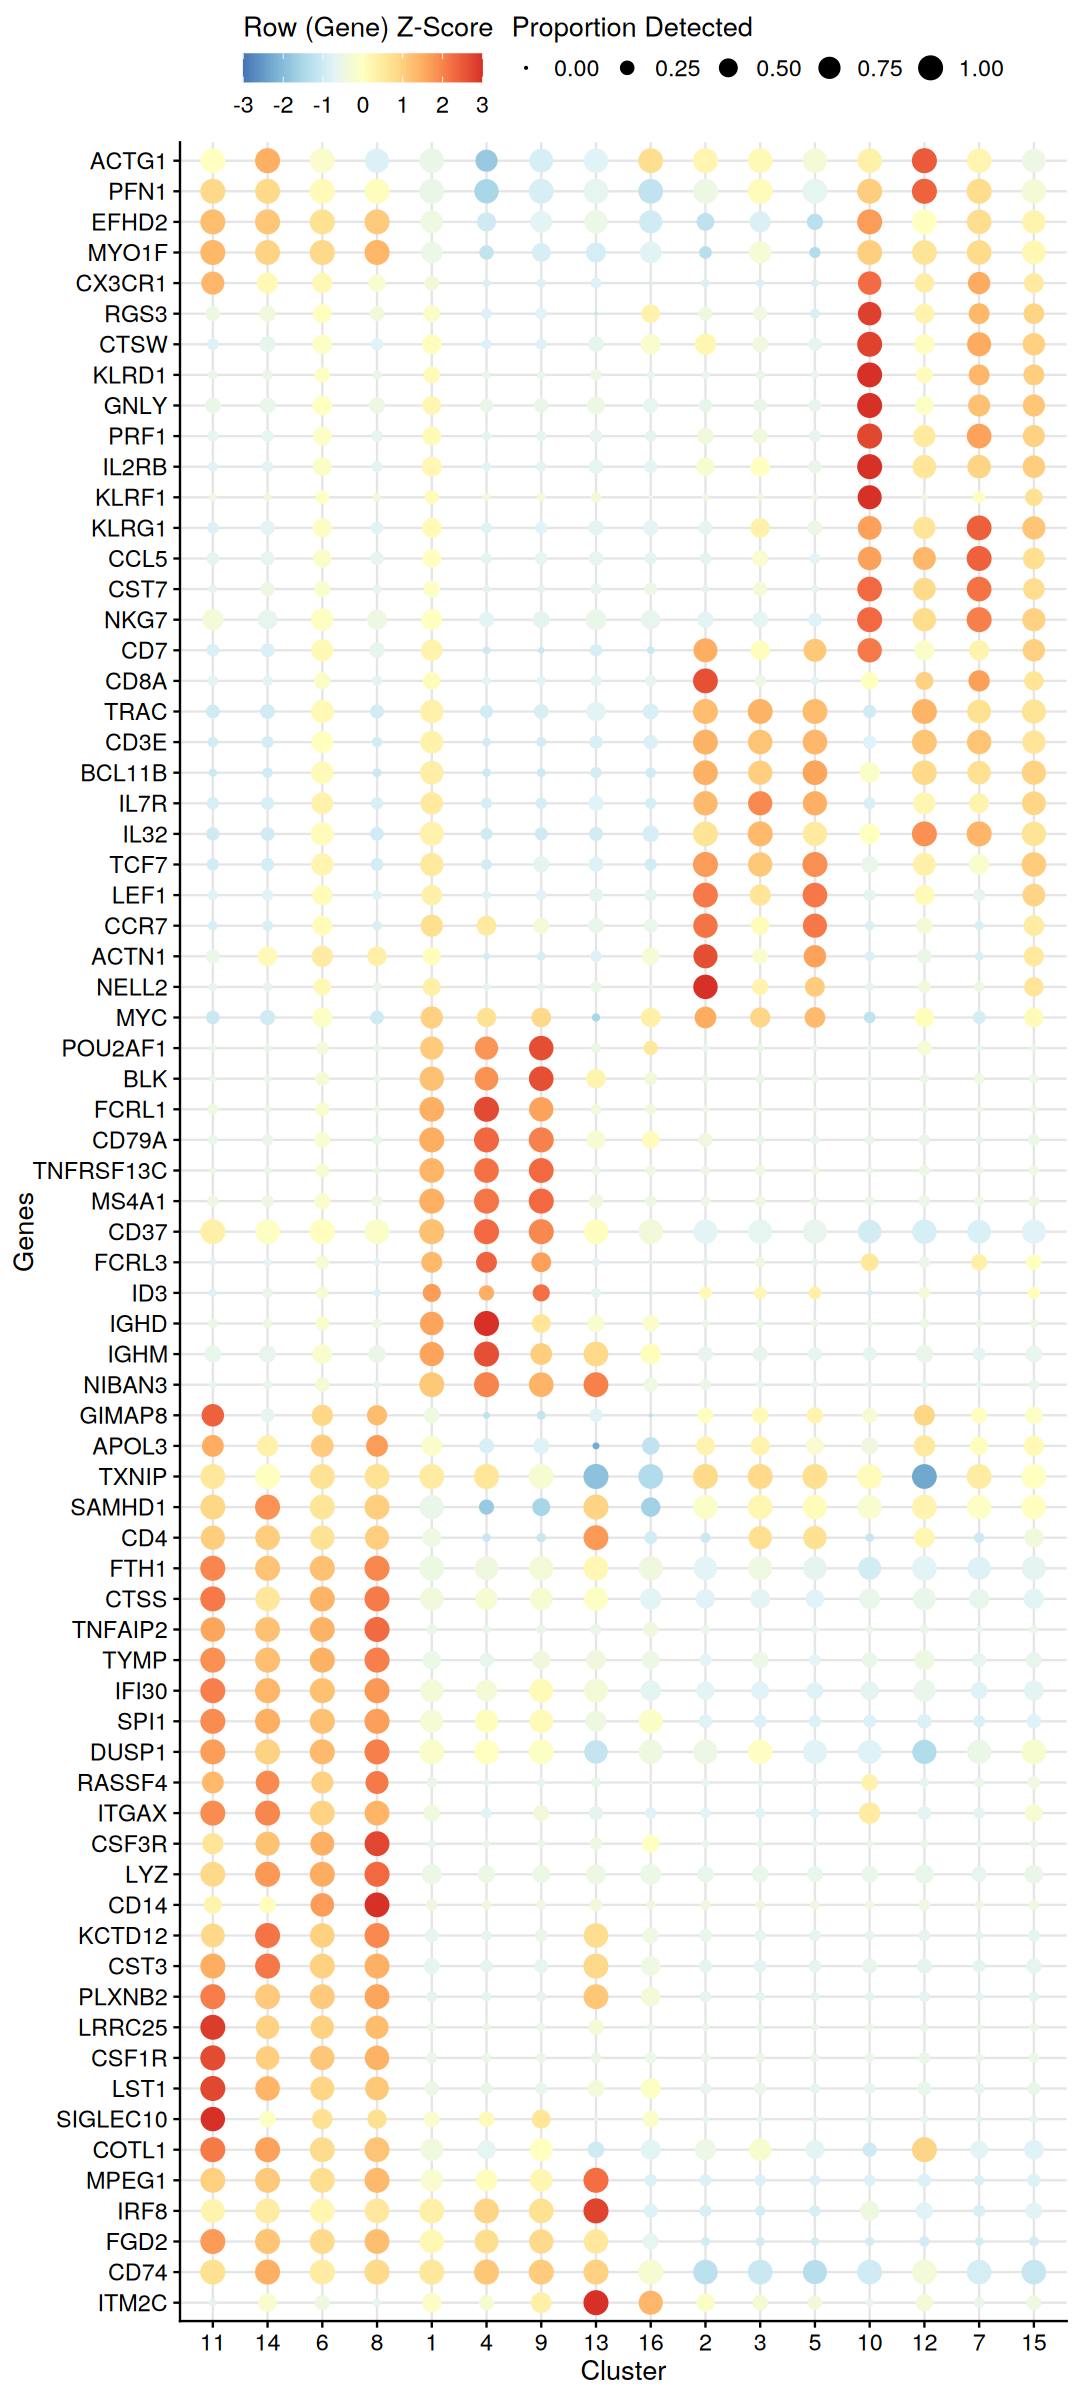 Row (Gene) Z-Score Proportion Detected
0.00 0.25 0.50 0.75 1.00
-3 -2 -1 0 1 2 3
ACTG1
PFN1
EFHD2
MYO1F
CX3CR1
RGS3
CTSW
KLRD1
GNLY
PRF1
IL2RB
KLRF1
KLRG1
CCL5
CST7
NKG7
CD7
CD8A
TRAC
CD3E
BCL11B
IL7R
IL32
TCF7
LEF1
CCR7
ACTN1
NELL2
MYC
POU2AF1
BLK
FCRL1
CD79A
TNFRSF13C
MS4A1
CD37
FCRL3
ID3
IGHD
IGHM
NIBAN3
GIMAP8
APOL3
TXNIP
SAMHD1
CD4
FTH1
CTSS
TNFAIP2
TYMP
IFI30
SPI1
DUSP1
RASSF4
ITGAX
CSF3R
LYZ
CD14
KCTD12
CST3
PLXNB2
LRRC25
CSF1R
LST1
SIGLEC10
COTL1
MPEG1
IRF8
FGD2
CD74
ITM2C
Genes
11 14 6 8 1 4 9 13 16 2 3 5 10 12 7 15
Cluster